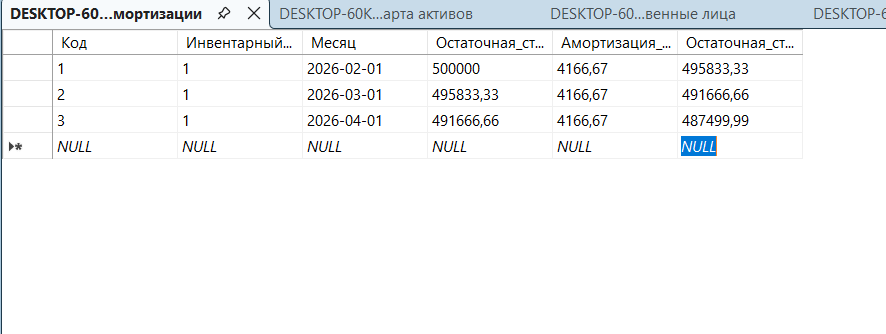 DESKTOP-60...мортизации DESKTOP-60K...арта активов DESKTOP-60...венные лица DESKTOP-6
Код Инвентарный... Месяц Остаточная_ст... Амортизация_... Остаточная_ст...
1 1 2026-02-01 500000 4166,67 495833,33
2 1 2026-03-01 495833,33 4166,67 491666,66
3 1 2026-04-01 491666,66 4166,67 487499,99
NULL NULL NULL NULL NULL NULL